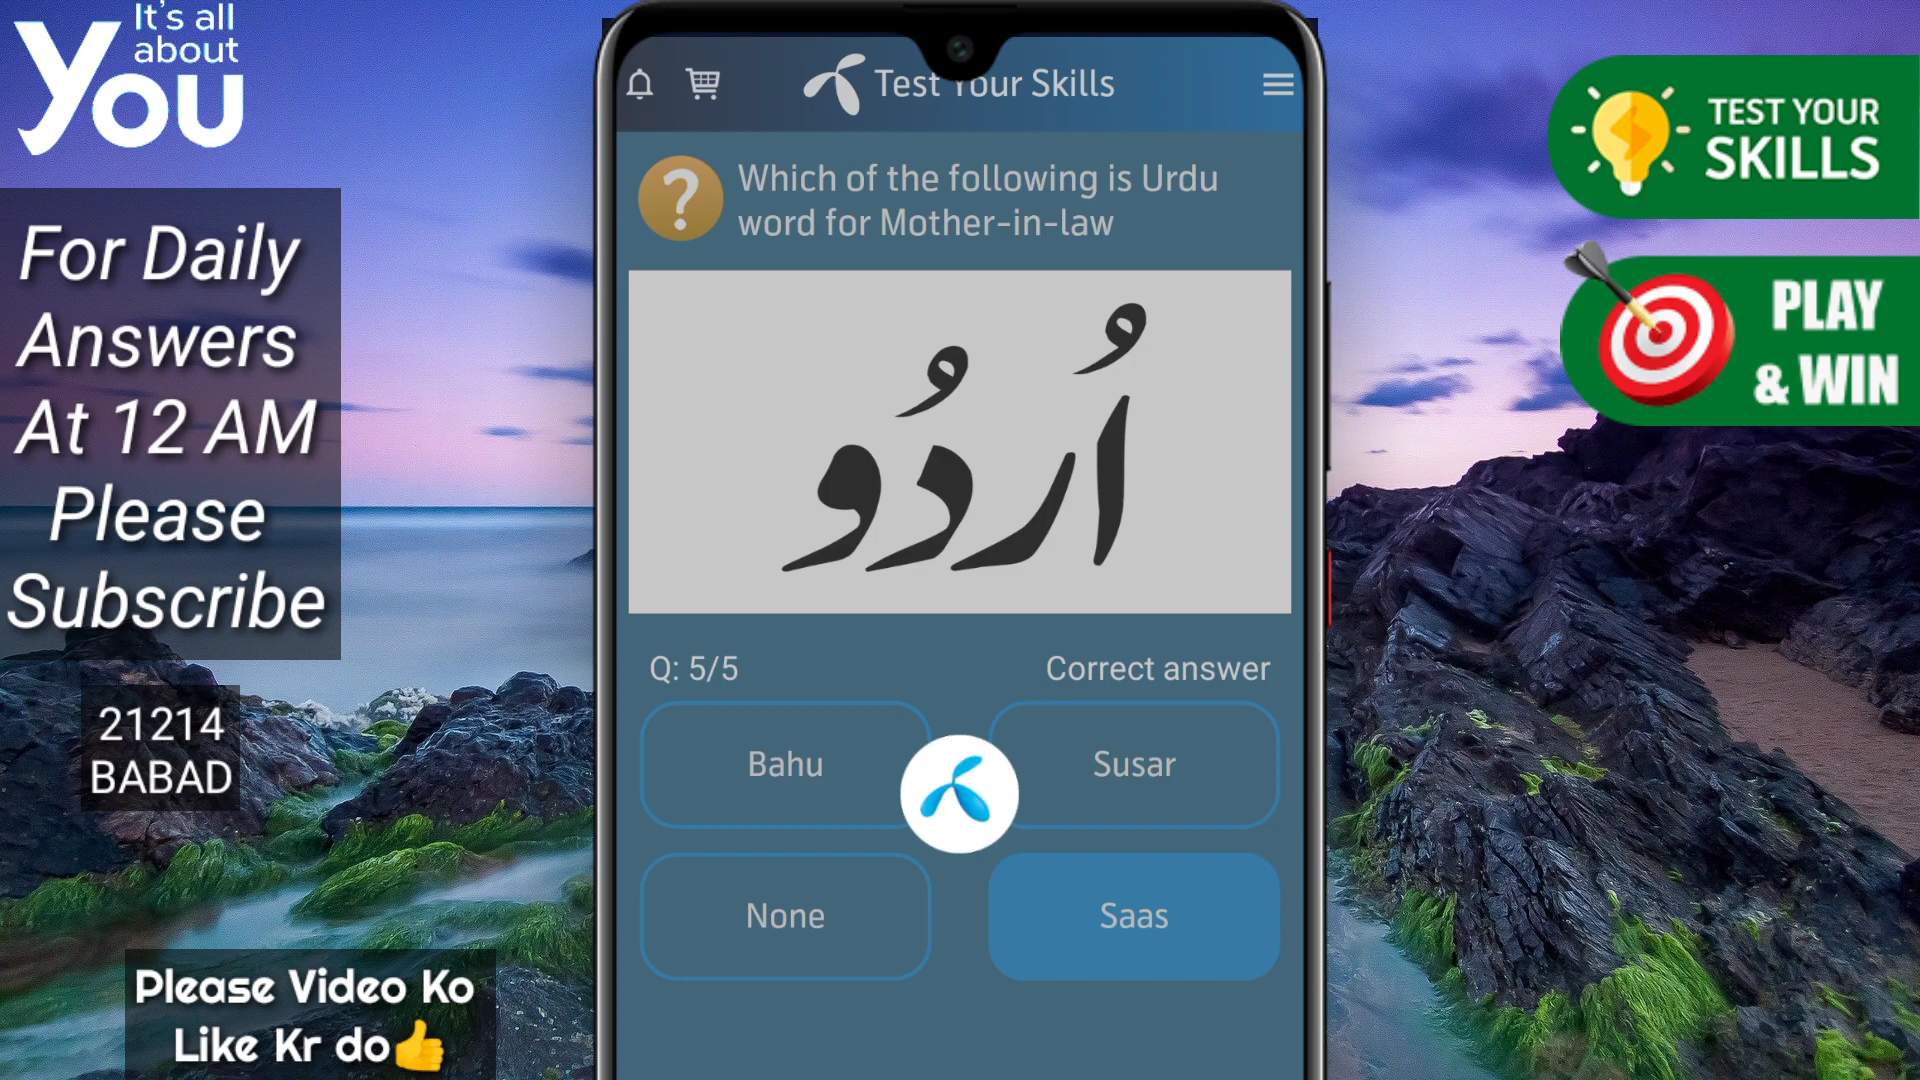 It's all
about
You
For Daily
Answers
At 12 AM
Please
Subscribe
21214
BABAD
Please Video Ko
Like Kr do👍
Test Your Skills
Which of the following is Urdu
word for Mother-in-law
اُردُو
Q: 5/5
Correct answer
Bahu
Susar
None
Saas
TEST YOUR
SKILLS
PLAY
& WIN